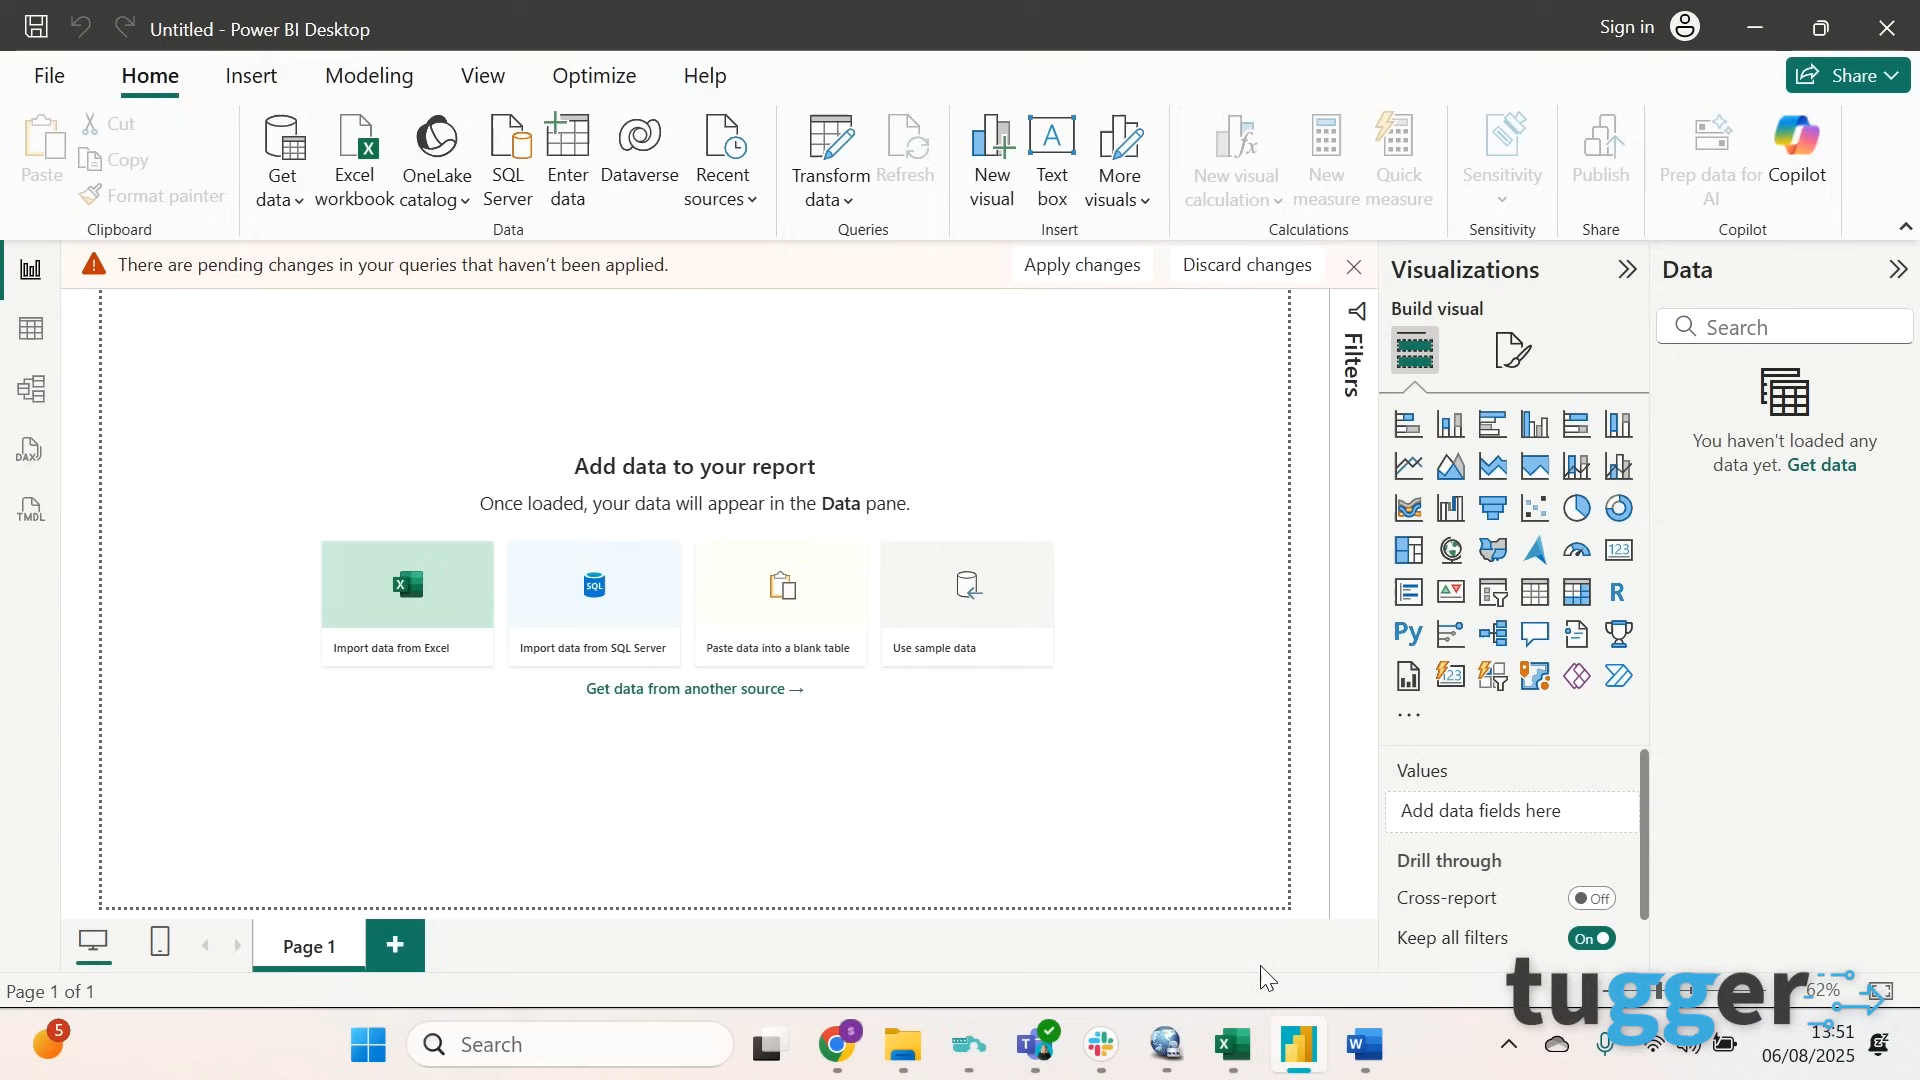 Untitled - Power BI Desktop
Sign in
File Home Insert Modeling View Optimize Help
Share
Paste
Cut
Copy
Format painter
Clipboard
Get data
Excel workbook
OneLake catalog
SQL Server
Enter data
Dataverse
Recent sources
Data
Transform data
Refresh
Queries
New visual
Text box
More visuals
Insert
New visual calculation
New measure
Quick measure
Calculations
Sensitivity
Sensitivity
Publish
Share
Prep data for AI
Copilot
Copilot
There are pending changes in your queries that haven't been applied.
Apply changes
Discard changes
DAX
TMDL
Add data to your report
Once loaded, your data will appear in the Data pane.
X
SQL
Import data from Excel
Import data from SQL Server
Paste data into a blank table
Use sample data
Get data from another source →
Filters
Visualizations
Build visual
123
R
Py
123
...
Values
Add data fields here
Drill through
Cross-report
Off
Keep all filters
On
Data
Search
You haven't loaded any
data yet. Get data
Page 1
+
Page 1 of 1
62%
tugger
5
Search
S
T
X
W
13:51
06/08/2025